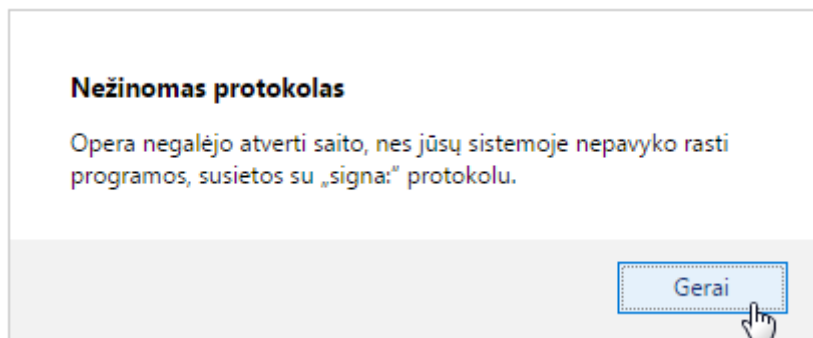 Nežinomas protokolas
Opera negalėjo atverti saito, nes jūsų sistemoje nepavyko rasti
programos, susietos su „signa:“ protokolu.
Gerai